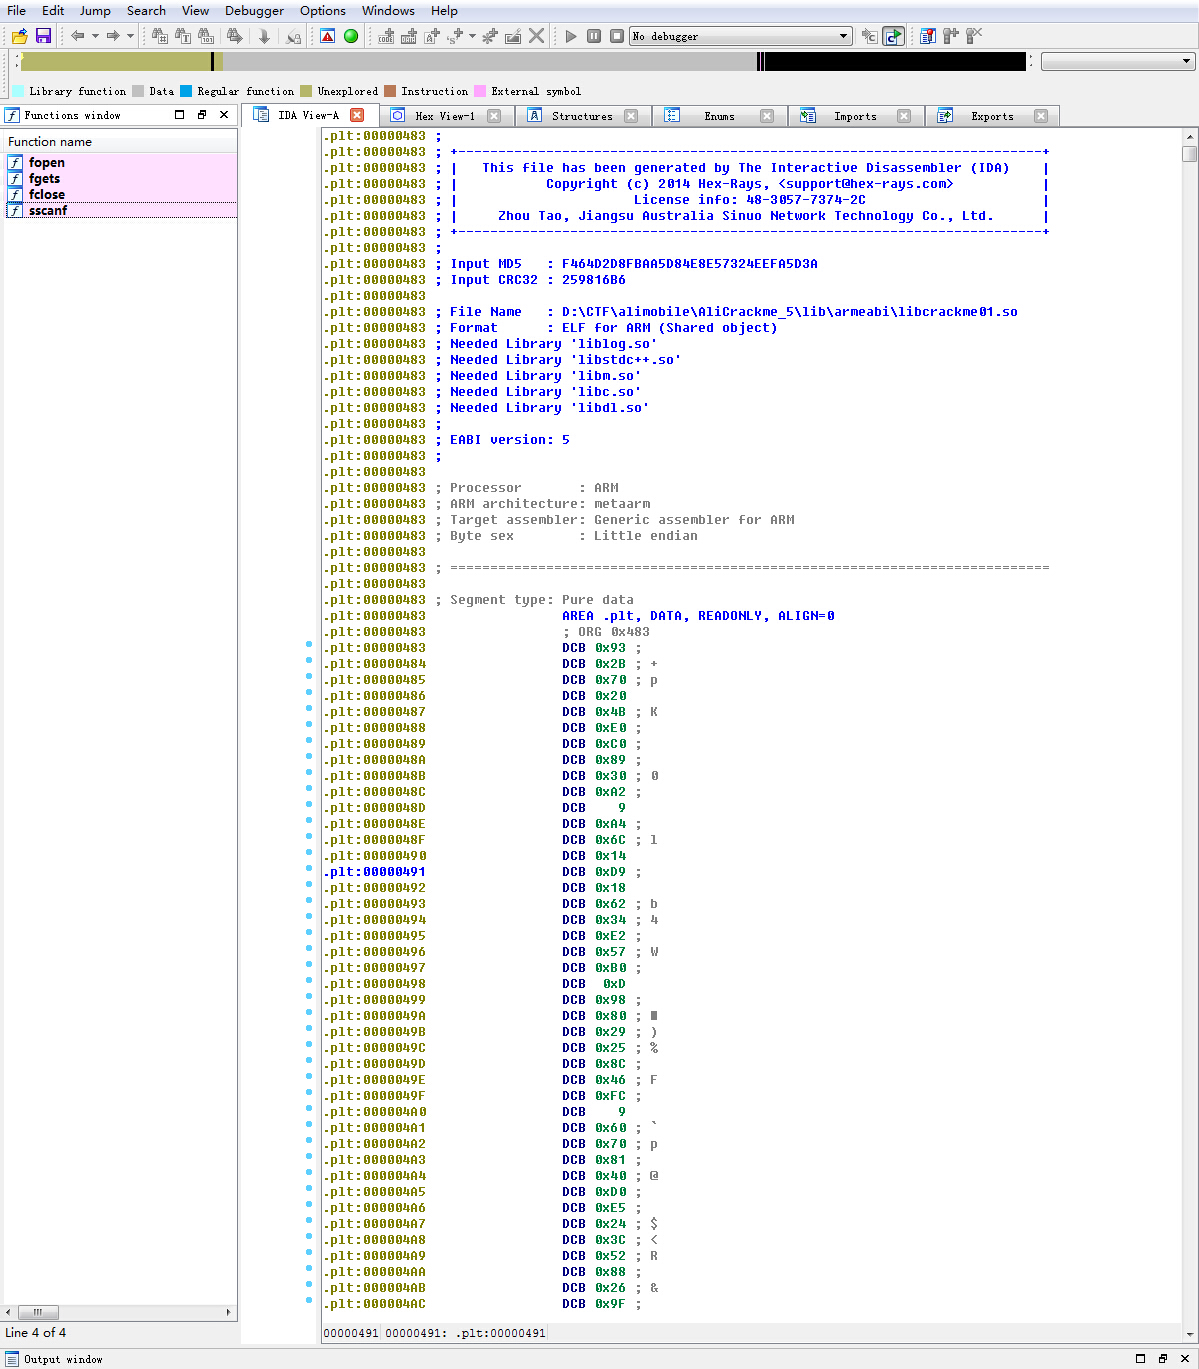 File Edit Jump Search View Debugger Options Windows Help
No debugger
Library function Data Regular function Unexplored Instruction External symbol
Functions window
IDA View-A Hex View-1 Structures Enums Imports Exports
Function name
fopen
fgets
fclose
sscanf
.plt:00000483 ;
.plt:00000483 ; +-------------------------------------------------------------------------+
.plt:00000483 ; |   This file has been generated by The Interactive Disassembler (IDA)    |
.plt:00000483 ; |           Copyright (c) 2014 Hex-Rays, <support@hex-rays.com>           |
.plt:00000483 ; |                      License info: 48-3057-7374-2C                      |
.plt:00000483 ; |     Zhou Tao, Jiangsu Australia Sinuo Network Technology Co., Ltd.      |
.plt:00000483 ; +-------------------------------------------------------------------------+
.plt:00000483 ;
.plt:00000483 ; Input MD5   : F464D2D8FBAA5D84E8E57324EEFA5D3A
.plt:00000483 ; Input CRC32 : 259816B6
.plt:00000483
.plt:00000483 ; File Name   : D:\CTF\alimobile\AliCrackme_5\lib\armeabi\libcrackme01.so
.plt:00000483 ; Format      : ELF for ARM (Shared object)
.plt:00000483 ; Needed Library 'liblog.so'
.plt:00000483 ; Needed Library 'libstdc++.so'
.plt:00000483 ; Needed Library 'libm.so'
.plt:00000483 ; Needed Library 'libc.so'
.plt:00000483 ; Needed Library 'libdl.so'
.plt:00000483 ;
.plt:00000483 ; EABI version: 5
.plt:00000483 ;
.plt:00000483
.plt:00000483 ; Processor       : ARM
.plt:00000483 ; ARM architecture: metaarm
.plt:00000483 ; Target assembler: Generic assembler for ARM
.plt:00000483 ; Byte sex        : Little endian
.plt:00000483
.plt:00000483 ; ===========================================================================
.plt:00000483
.plt:00000483 ; Segment type: Pure data
.plt:00000483 AREA .plt, DATA, READONLY, ALIGN=0
.plt:00000483 ; ORG 0x483
.plt:00000483 DCB 0x93 ;
.plt:00000484 DCB 0x2B ; +
.plt:00000485 DCB 0x70 ; p
.plt:00000486 DCB 0x20
.plt:00000487 DCB 0x4B ; K
.plt:00000488 DCB 0xE0 ;
.plt:00000489 DCB 0xC0 ;
.plt:0000048A DCB 0x89 ;
.plt:0000048B DCB 0x30 ; 0
.plt:0000048C DCB 0xA2 ;
.plt:0000048D DCB 9
.plt:0000048E DCB 0xA4 ;
.plt:0000048F DCB 0x6C ; l
.plt:00000490 DCB 0x14
.plt:00000491 DCB 0xD9 ;
.plt:00000492 DCB 0x18
.plt:00000493 DCB 0x62 ; b
.plt:00000494 DCB 0x34 ; 4
.plt:00000495 DCB 0xE2 ;
.plt:00000496 DCB 0x57 ; W
.plt:00000497 DCB 0xB0 ;
.plt:00000498 DCB 0xD
.plt:00000499 DCB 0x98 ;
.plt:0000049A DCB 0x80 ; ■
.plt:0000049B DCB 0x29 ; )
.plt:0000049C DCB 0x25 ; %
.plt:0000049D DCB 0x8C ;
.plt:0000049E DCB 0x46 ; F
.plt:0000049F DCB 0xFC ;
.plt:000004A0 DCB 9
.plt:000004A1 DCB 0x60 ; `
.plt:000004A2 DCB 0x70 ; p
.plt:000004A3 DCB 0x81 ;
.plt:000004A4 DCB 0x40 ; @
.plt:000004A5 DCB 0xD0 ;
.plt:000004A6 DCB 0xE5 ;
.plt:000004A7 DCB 0x24 ; $
.plt:000004A8 DCB 0x3C ; <
.plt:000004A9 DCB 0x52 ; R
.plt:000004AA DCB 0x88 ;
.plt:000004AB DCB 0x26 ; &
.plt:000004AC DCB 0x9F ;
Line 4 of 4
00000491 00000491: .plt:00000491
Output window